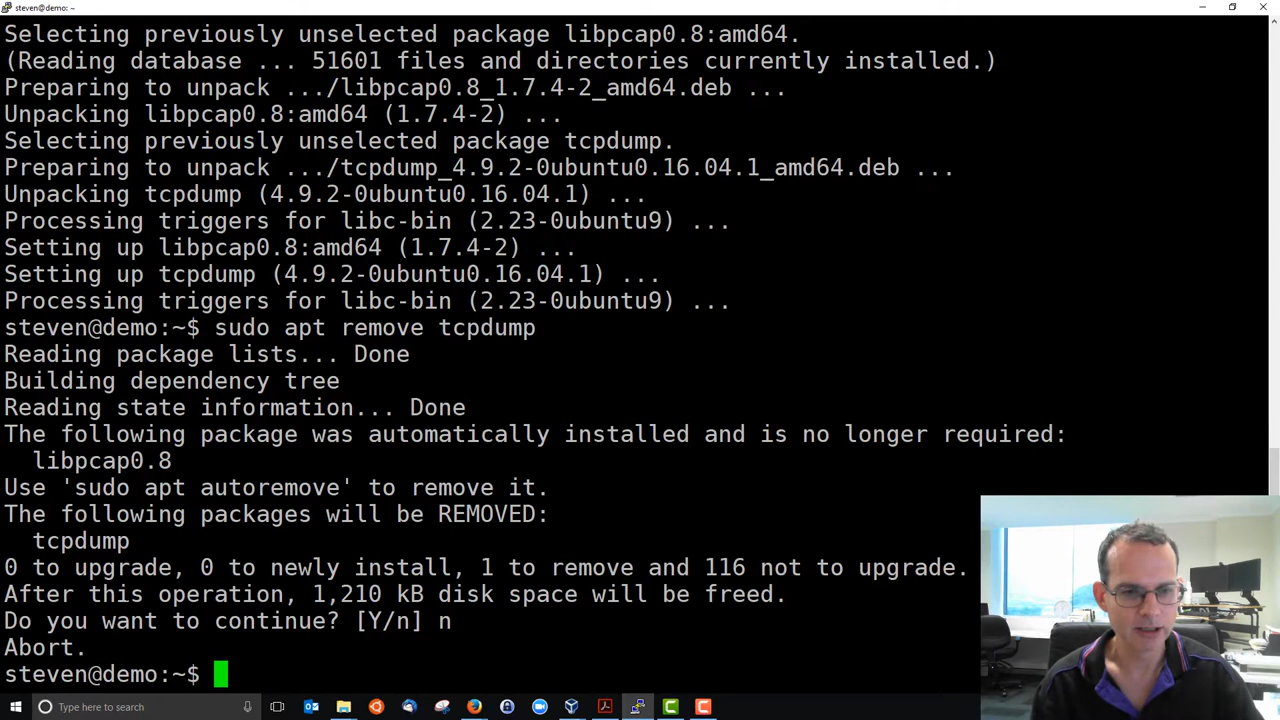 steven@demo: ~
Selecting previously unselected package libpcap0.8:amd64.
(Reading database ... 51601 files and directories currently installed.)
Preparing to unpack .../libpcap0.8_1.7.4-2_amd64.deb ...
Unpacking libpcap0.8:amd64 (1.7.4-2) ...
Selecting previously unselected package tcpdump.
Preparing to unpack .../tcpdump_4.9.2-0ubuntu0.16.04.1_amd64.deb ...
Unpacking tcpdump (4.9.2-0ubuntu0.16.04.1) ...
Processing triggers for libc-bin (2.23-0ubuntu9) ...
Setting up libpcap0.8:amd64 (1.7.4-2) ...
Setting up tcpdump (4.9.2-0ubuntu0.16.04.1) ...
Processing triggers for libc-bin (2.23-0ubuntu9) ...
steven@demo:~$ sudo apt remove tcpdump
Reading package lists... Done
Building dependency tree
Reading state information... Done
The following package was automatically installed and is no longer required:
  libpcap0.8
Use 'sudo apt autoremove' to remove it.
The following packages will be REMOVED:
  tcpdump
0 to upgrade, 0 to newly install, 1 to remove and 116 not to upgrade.
After this operation, 1,210 kB disk space will be freed.
Do you want to continue? [Y/n] n
Abort.
steven@demo:~$
Type here to search